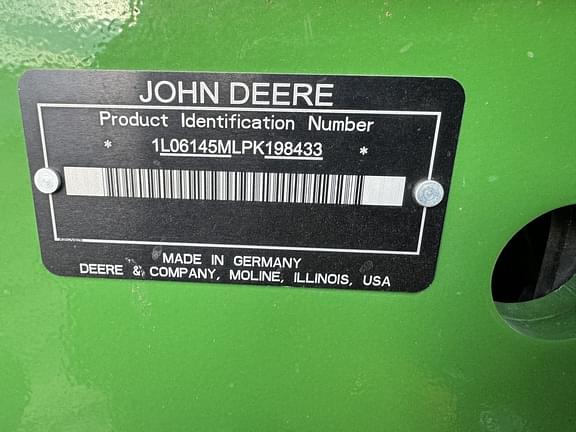 JOHN DEERE
Product Identification Number
* 1L06145MLPK198433 *
MADE IN GERMANY
DEERE & COMPANY, MOLINE, ILLINOIS, USA